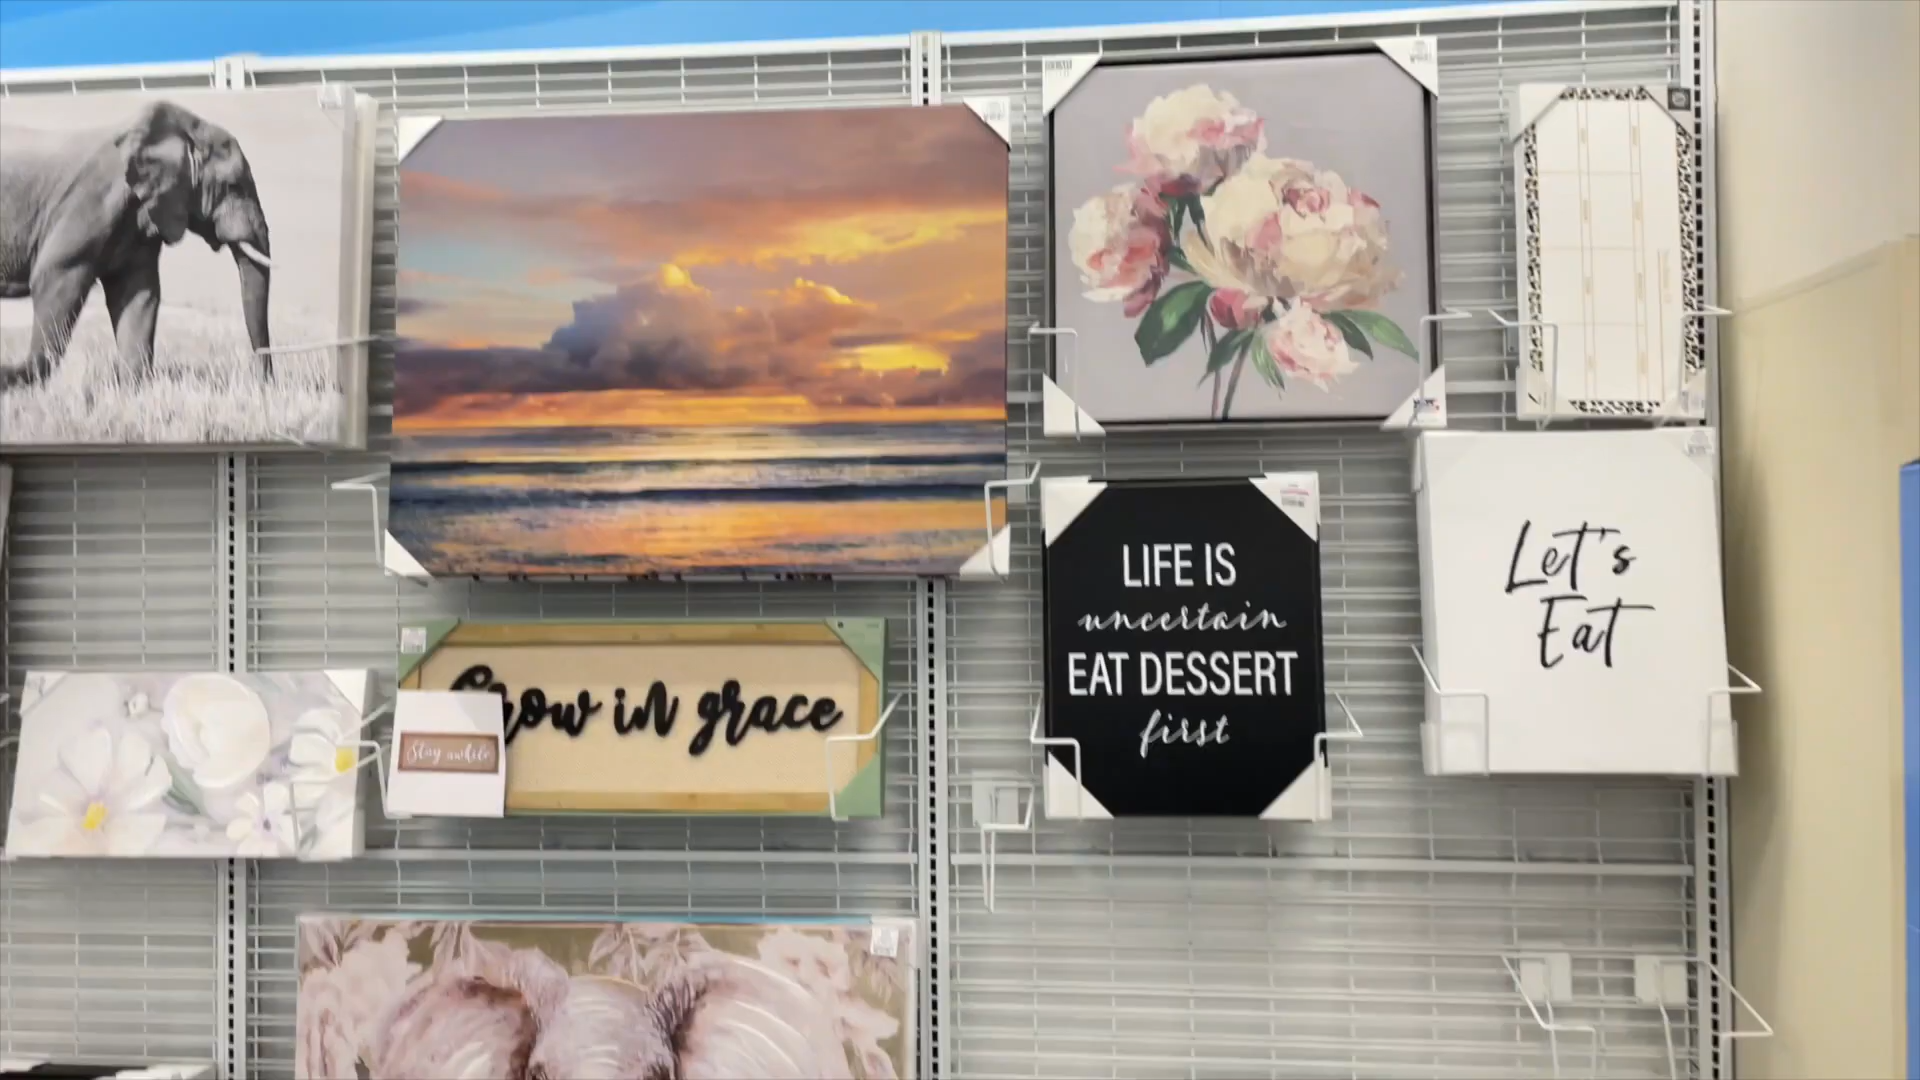 Grow in grace
Stay awhile
LIFE IS
uncertain
EAT DESSERT
first
Let's
Eat